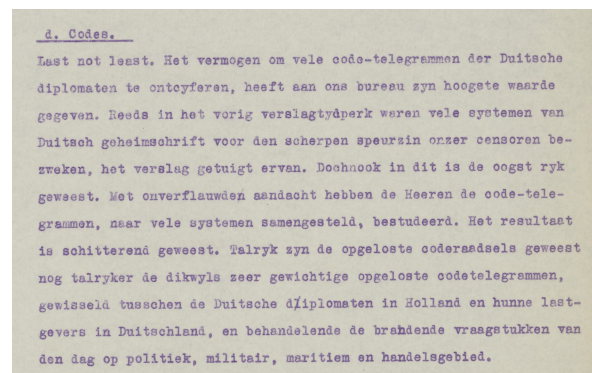 d. Codes.
Last not least. Het vermogen om vele code-telegrammen der Duitsche
diplomaten te ontcyferen, heeft aan ons bureau zyn hoogste waarde
gegeven. Reeds in het vorig verslagtydperk waren vele systemen van
Duitsch geheimschrift voor den scherpen speurzin onzer censoren be-
zweken, het verslag getuigt ervan. Dochnook in dit is de oogst ryk
geweest. Met onverflauwden aandacht hebben de Heeren de code-tele-
grammen, naar vele systemen samengesteld, bestudeerd. Het resultaat
is schitterend geweest. Talryk zyn de opgeloste coderaadsels geweest
nog talryker de dikwyls zeer gewichtige opgeloste codetelegrammen,
gewisseld tusschen de Duitsche d/iplomaten in Holland en hunne last-
gevers in Duitschland, en behandelende de brahdende vraagstukken van
den dag op politiek, militair, maritiem en handelsgebied.